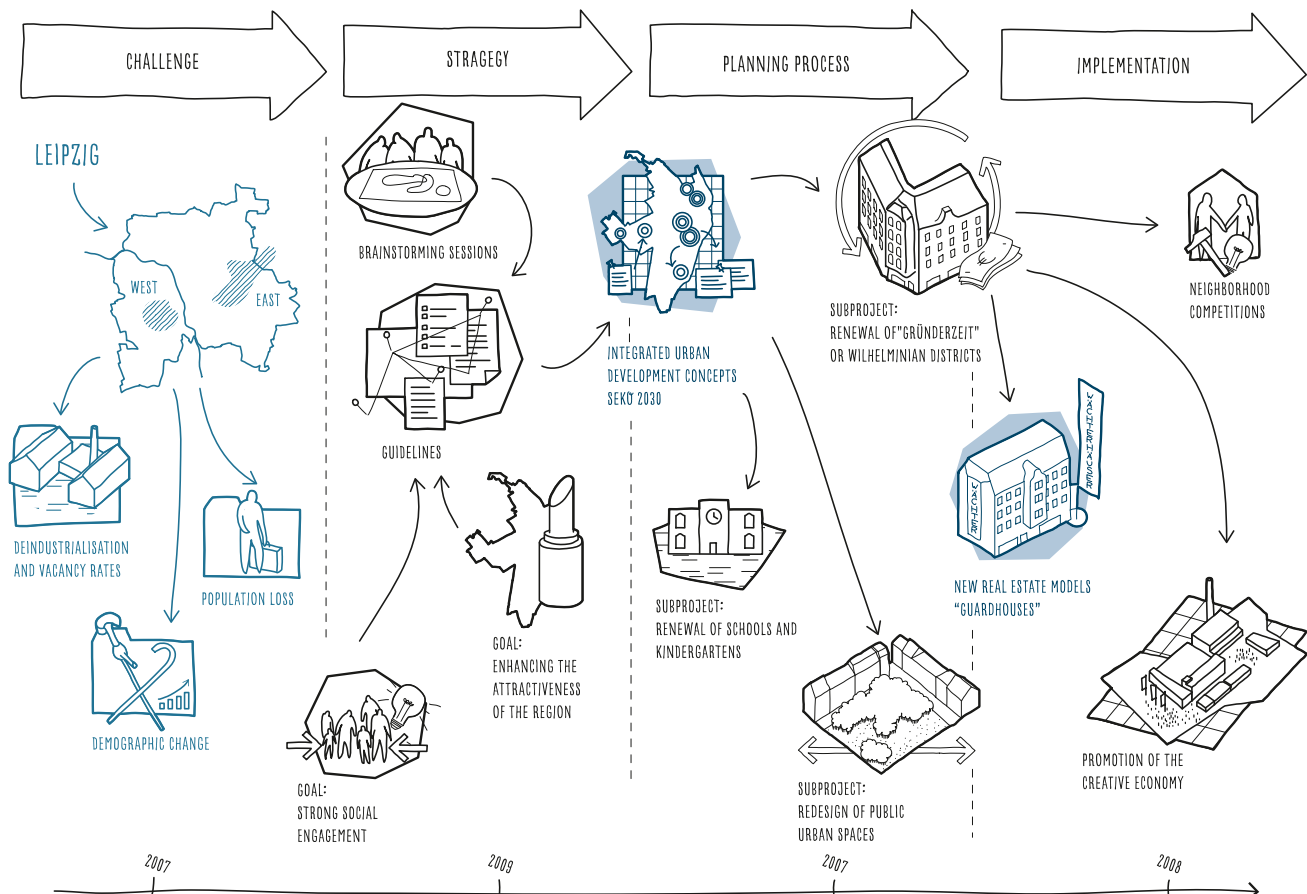 CHALLENGE
STRAGEGY
PLANNING PROCESS
IMPLEMENTATION
LEIPZIG
WEST
EAST
DEINDUSTRIALISATION
AND VACANCY RATES
POPULATION LOSS
DEMOGRAPHIC CHANGE
BRAINSTORMING SESSIONS
GUIDELINES
GOAL:
ENHANCING THE
ATTRACTIVENESS
OF THE REGION
GOAL:
STRONG SOCIAL
ENGAGEMENT
INTEGRATED URBAN
DEVELOPMENT CONCEPTS
SEKO 2030
SUBPROJECT:
RENEWAL OF SCHOOLS AND
KINDERGARTENS
SUBPROJECT:
REDESIGN OF PUBLIC
URBAN SPACES
SUBPROJECT:
RENEWAL OF"GRÜNDERZEIT"
OR WILHELMINIAN DISTRICTS
WÄCHTER
WÄCHTERHÄUSER
NEW REAL ESTATE MODELS
"GUARDHOUSES"
NEIGHBORHOOD
COMPETITIONS
PROMOTION OF THE
CREATIVE ECONOMY
2007
2009
2007
2008